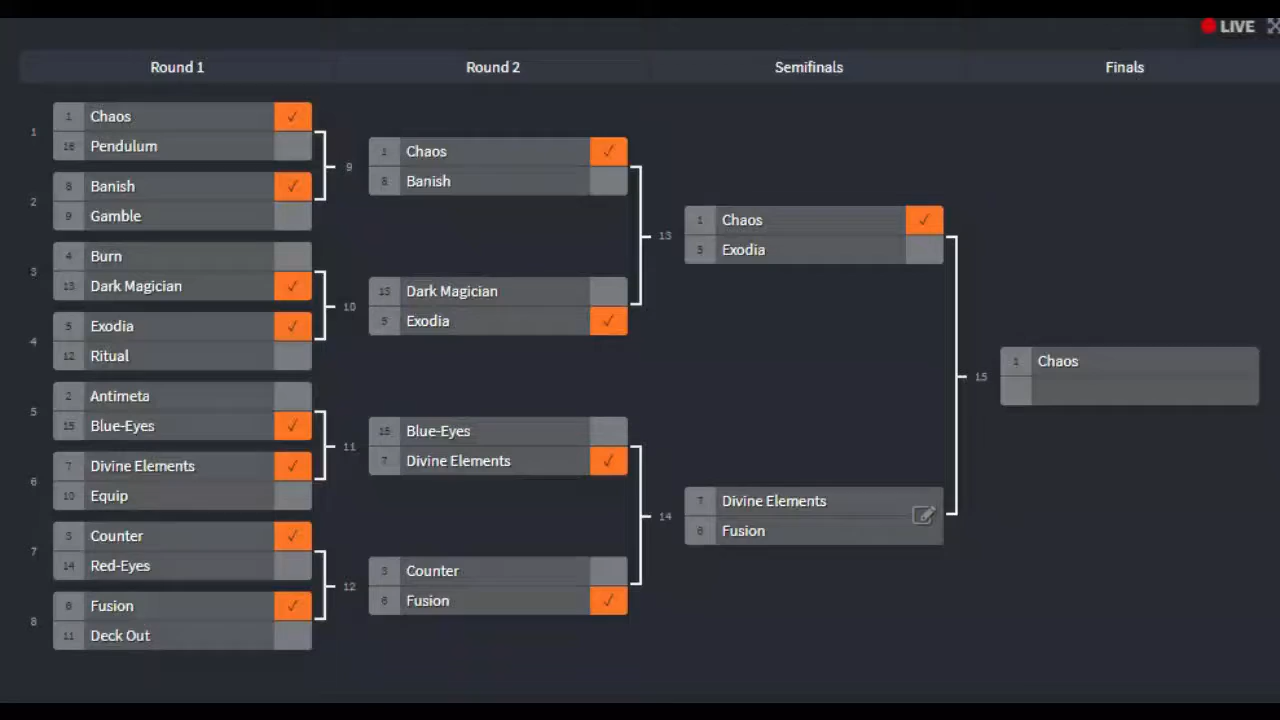 LIVE
Round 1
Round 2
Semifinals
Finals
1
1 Chaos ✓
16 Pendulum
2
8 Banish ✓
9 Gamble
3
4 Burn
13 Dark Magician ✓
4
5 Exodia ✓
12 Ritual
5
2 Antimeta
15 Blue-Eyes ✓
6
7 Divine Elements ✓
10 Equip
7
Counter ✓
14 Red-Eyes
8
6 Fusion ✓
11 Deck Out
9
1 Chaos ✓
8 Banish
10
Dark Magician
5 Exodia ✓
11
15 Blue-Eyes
7 Divine Elements ✓
12
Counter
6 Fusion ✓
13
1 Chaos ✓
5 Exodia
14
7 Divine Elements
6 Fusion
15
1 Chaos